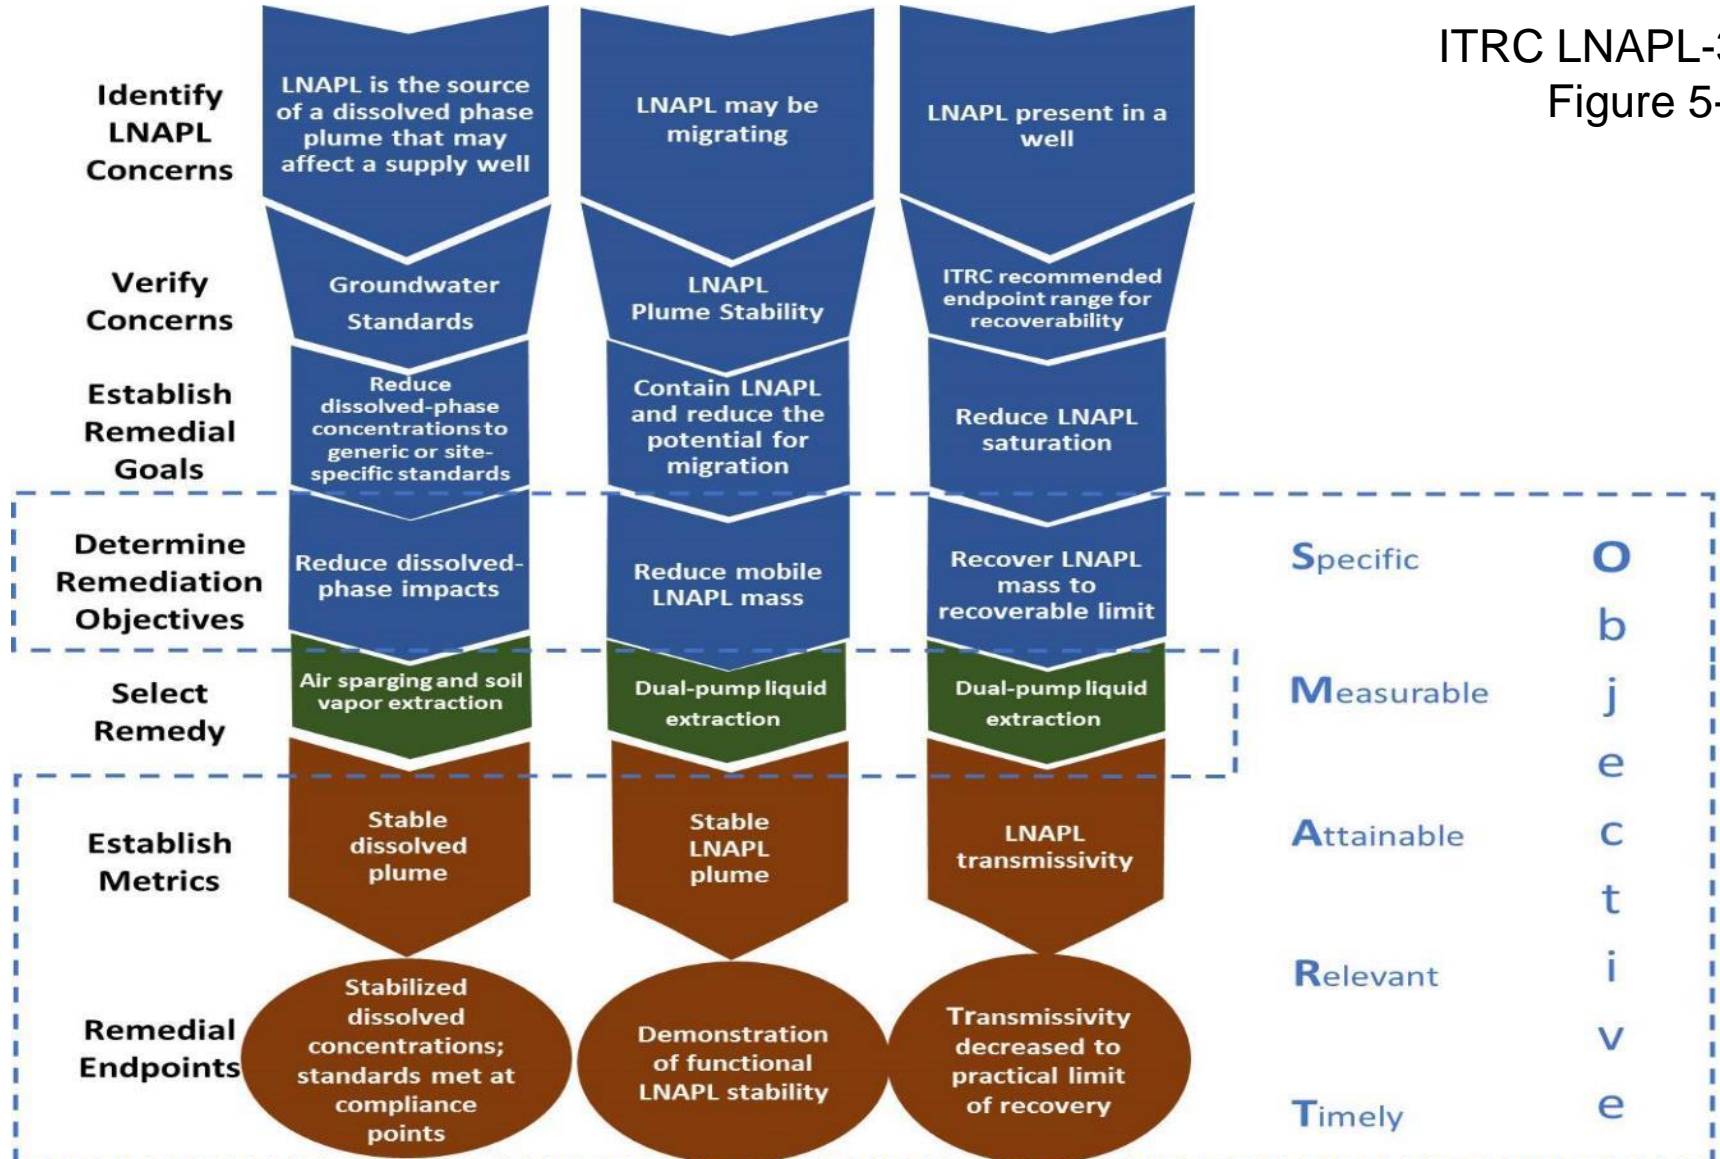 ITRC LNAPL-3
Figure 5-
Identify
LNAPL
Concerns
LNAPL is the source
of a dissolved phase
plume that may
affect a supply well
LNAPL may be
migrating
LNAPL present in a
well
Verify
Concerns
Groundwater
Standards
LNAPL
Plume Stability
ITRC recommended
endpoint range for
recoverability
Establish
Remedial
Goals
Reduce
dissolved-phase
concentrations to
generic or site-
specific standards
Contain LNAPL
and reduce the
potential for
migration
Reduce LNAPL
saturation
Determine
Remediation
Objectives
Reduce dissolved-
phase impacts
Reduce mobile
LNAPL mass
Recover LNAPL
mass to
recoverable limit
Select
Remedy
Air sparging and soil
vapor extraction
Dual-pump liquid
extraction
Dual-pump liquid
extraction
Establish
Metrics
Stable
dissolved
plume
Stable
LNAPL
plume
LNAPL
transmissivity
Remedial
Endpoints
Stabilized
dissolved
concentrations;
standards met at
compliance
points
Demonstration
of functional
LNAPL stability
Transmissivity
decreased to
practical limit
of recovery
Specific
Measurable
Attainable
Relevant
Timely
O
b
j
e
c
t
i
v
e